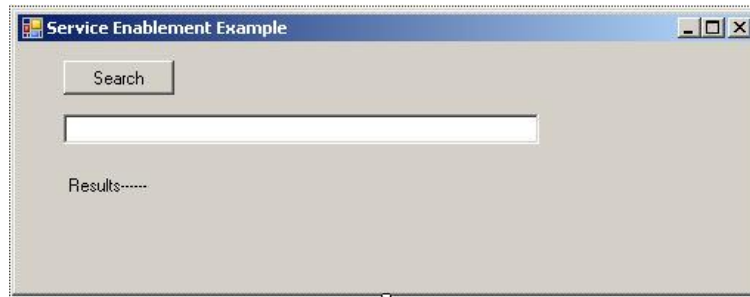 Service Enablement Example
Search
Results------